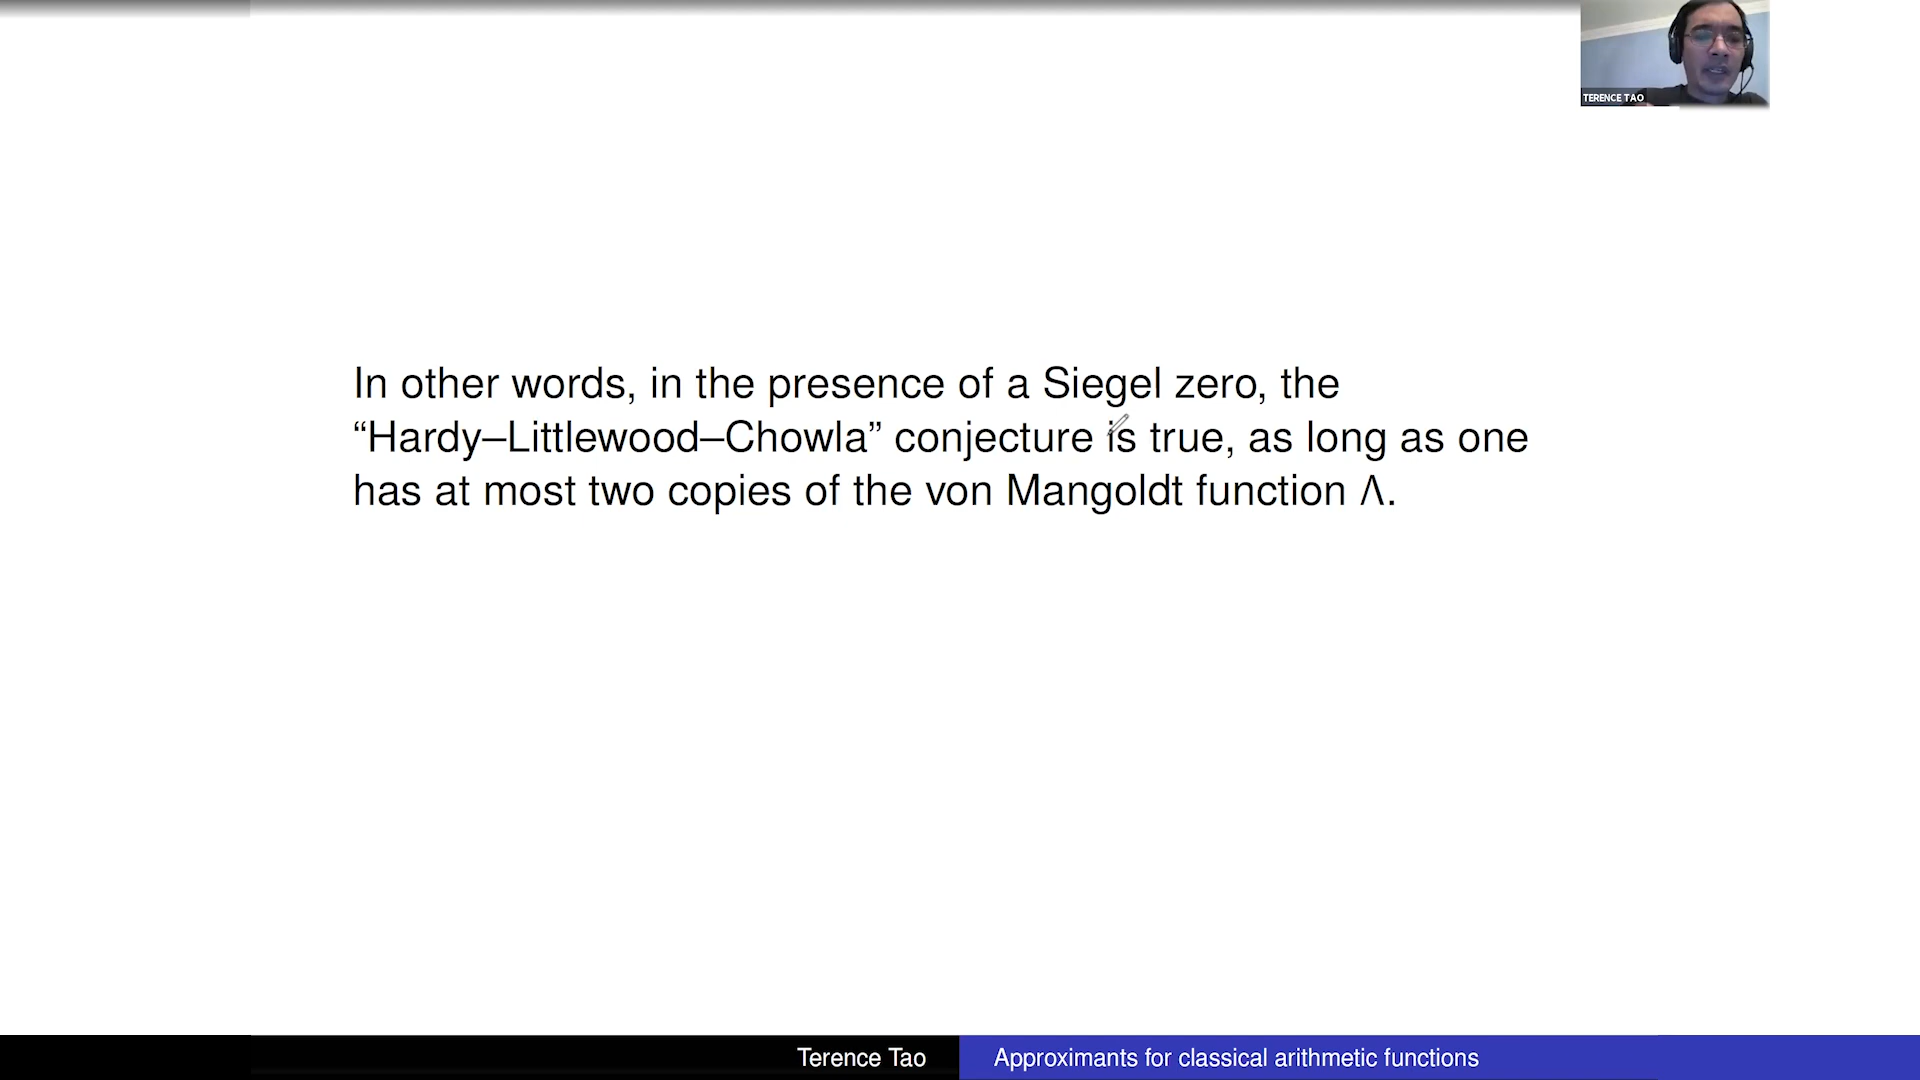 TERENCE TAO
In other words, in the presence of a Siegel zero, the
“Hardy–Littlewood–Chowla” conjecture is true, as long as one
has at most two copies of the von Mangoldt function Λ.
Terence Tao
Approximants for classical arithmetic functions